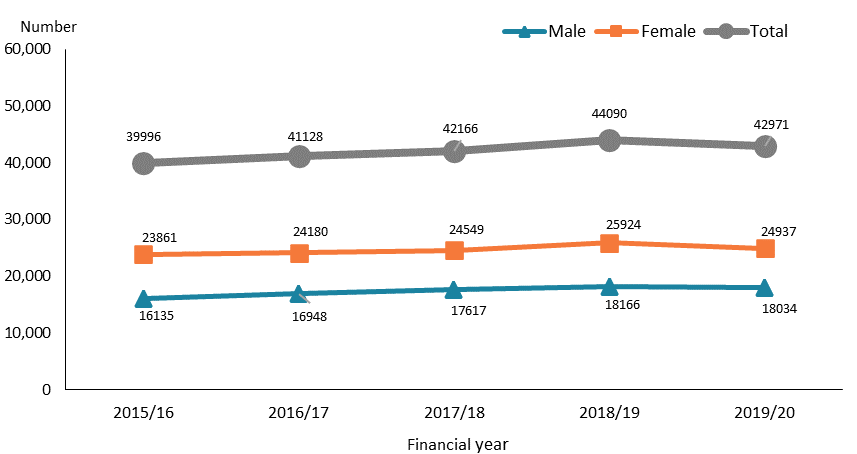 Number
Male Female Total
60,000
50,000
40,000
30,000
20,000
10,000
0
39996 41128 42166 44090 42971
23861 24180 24549 25924 24937
16135 16948 17617 18166 18034
2015/16 2016/17 2017/18 2018/19 2019/20
Financial year